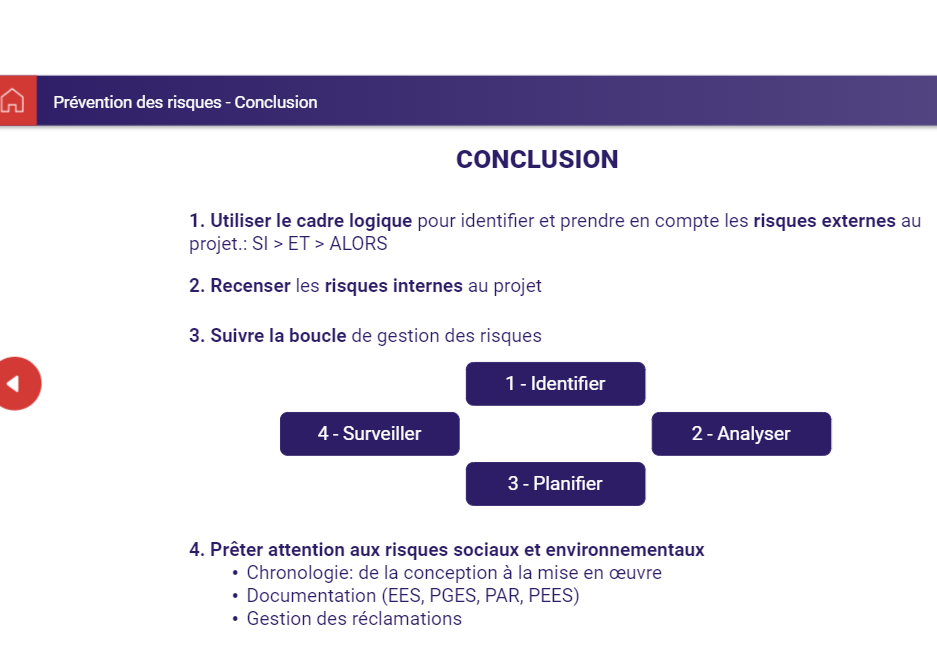 Prévention des risques - Conclusion
CONCLUSION
1. Utiliser le cadre logique pour identifier et prendre en compte les risques externes au
projet.: SI > ET > ALORS
2. Recenser les risques internes au projet
3. Suivre la boucle de gestion des risques
1 - Identifier
4 - Surveiller
2 - Analyser
3 - Planifier
4. Prêter attention aux risques sociaux et environnementaux
• Chronologie: de la conception à la mise en œuvre
• Documentation (EES, PGES, PAR, PEES)
• Gestion des réclamations